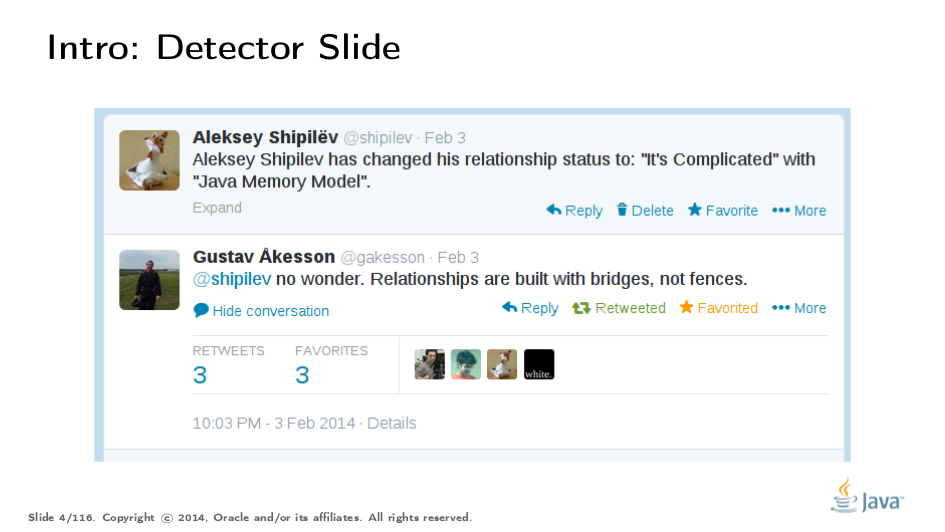 Intro: Detector Slide
Aleksey Shipilëv @shipilev · Feb 3
Aleksey Shipilev has changed his relationship status to: "It's Complicated" with
"Java Memory Model".
Expand
Reply Delete Favorite More
Gustav Åkesson @gakesson · Feb 3
@shipilev no wonder. Relationships are built with bridges, not fences.
Hide conversation
Reply Retweeted Favorited More
RETWEETS FAVORITES
3 3
white.
10:03 PM - 3 Feb 2014 · Details
Java™
Slide 4/116. Copyright © 2014, Oracle and/or its affiliates. All rights reserved.